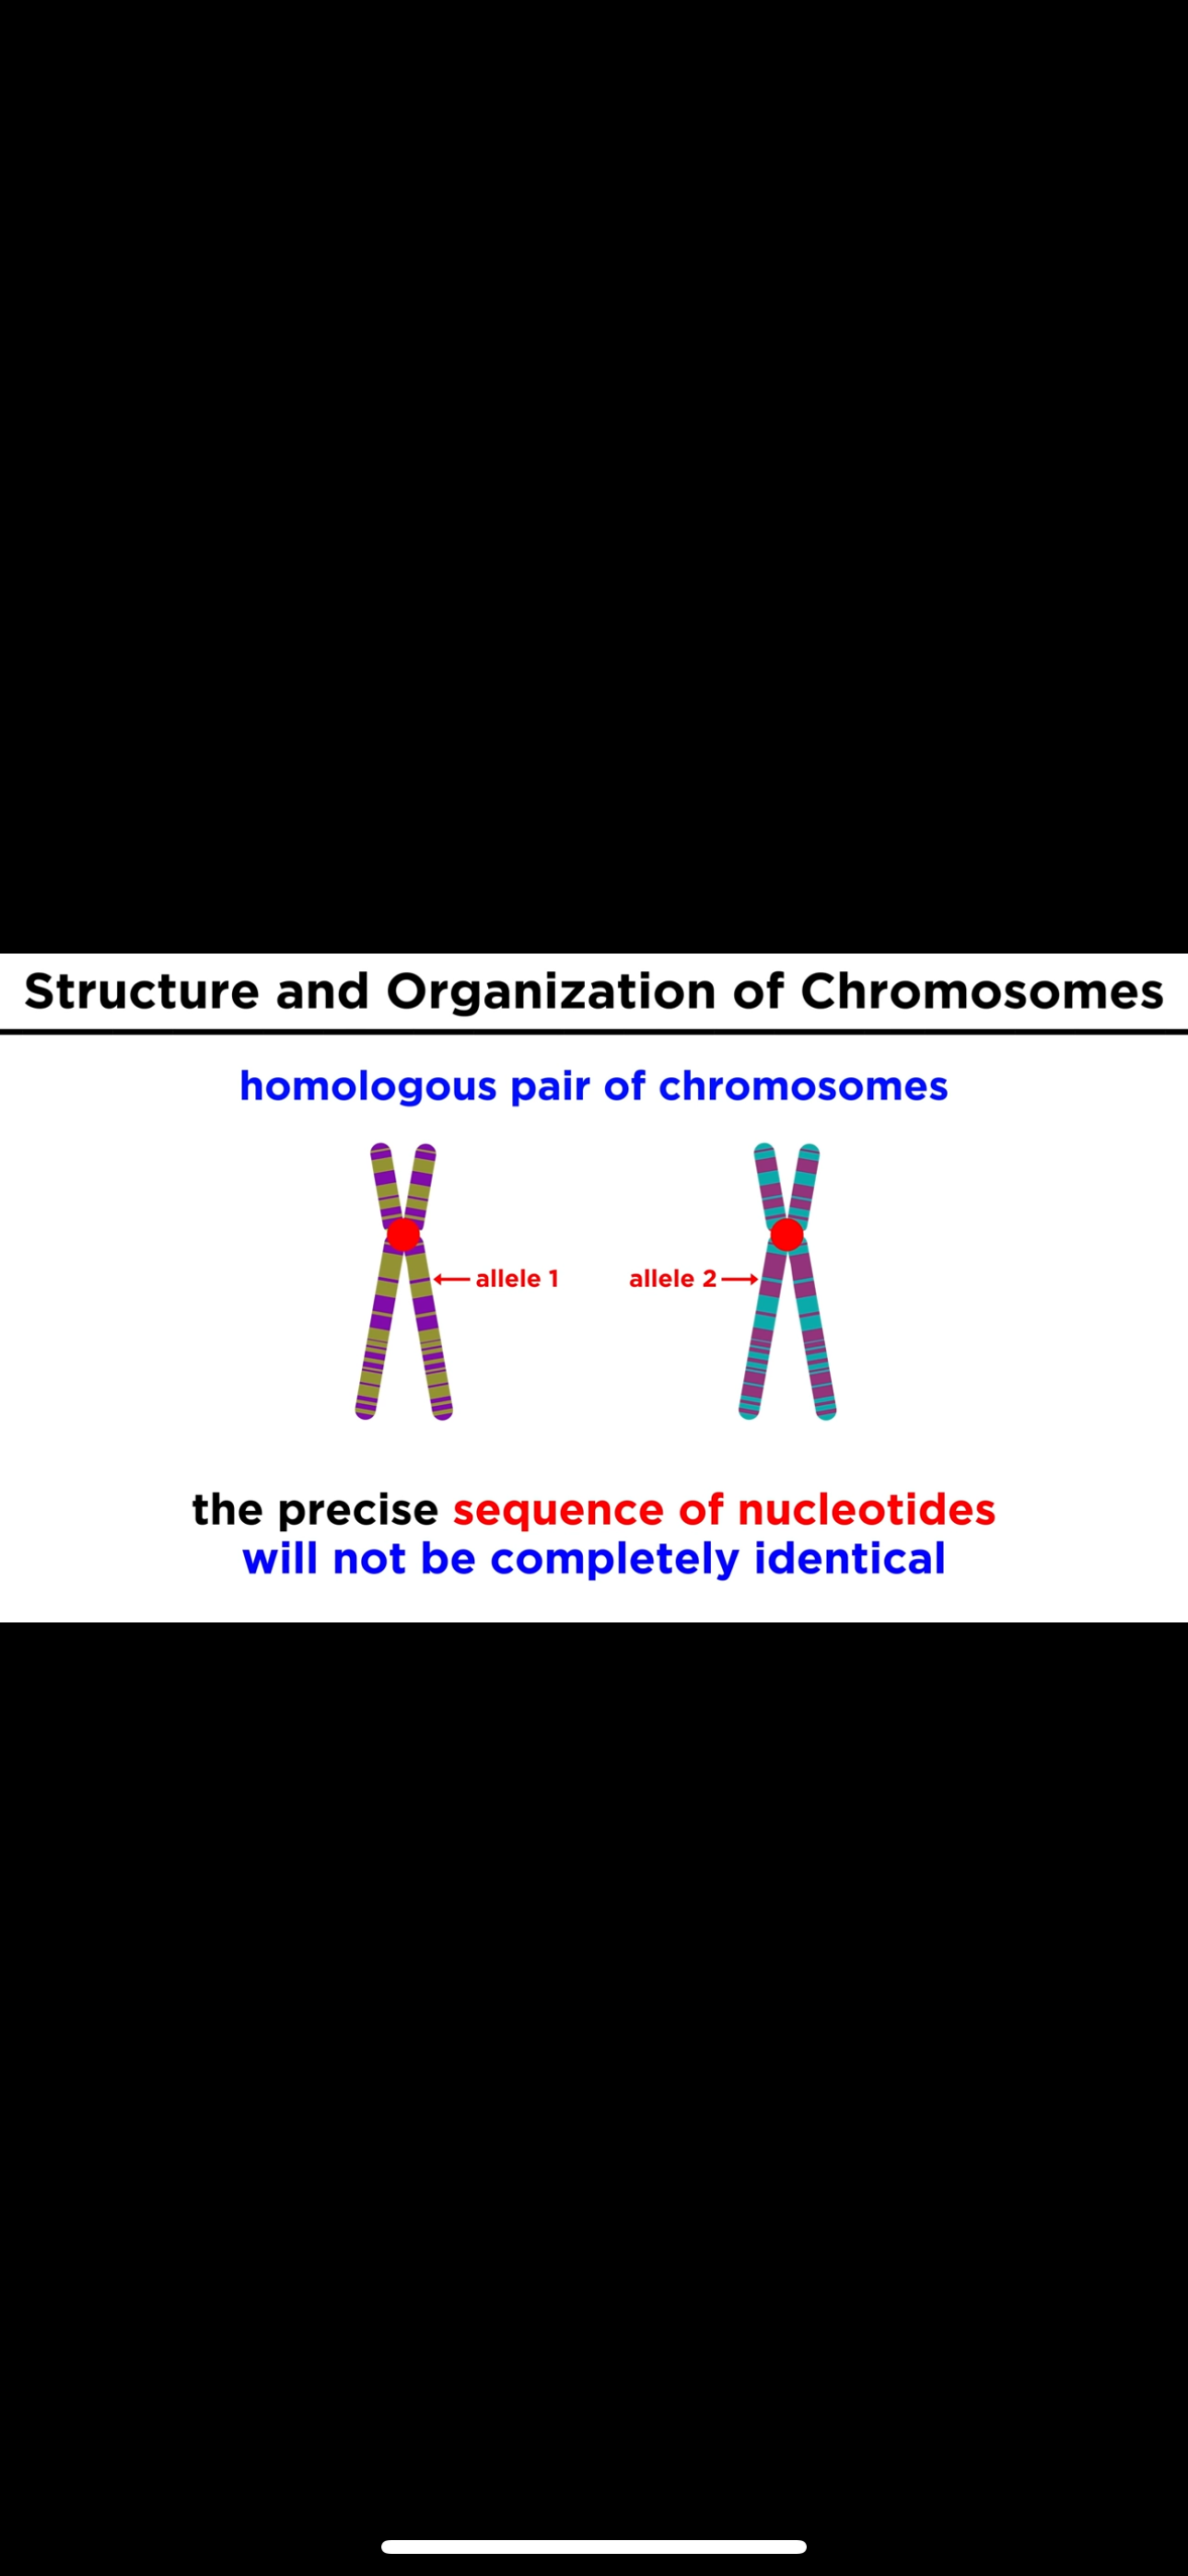 Structure and Organization of Chromosomes
homologous pair of chromosomes
allele 1
allele 2
the precise sequence of nucleotides
will not be completely identical